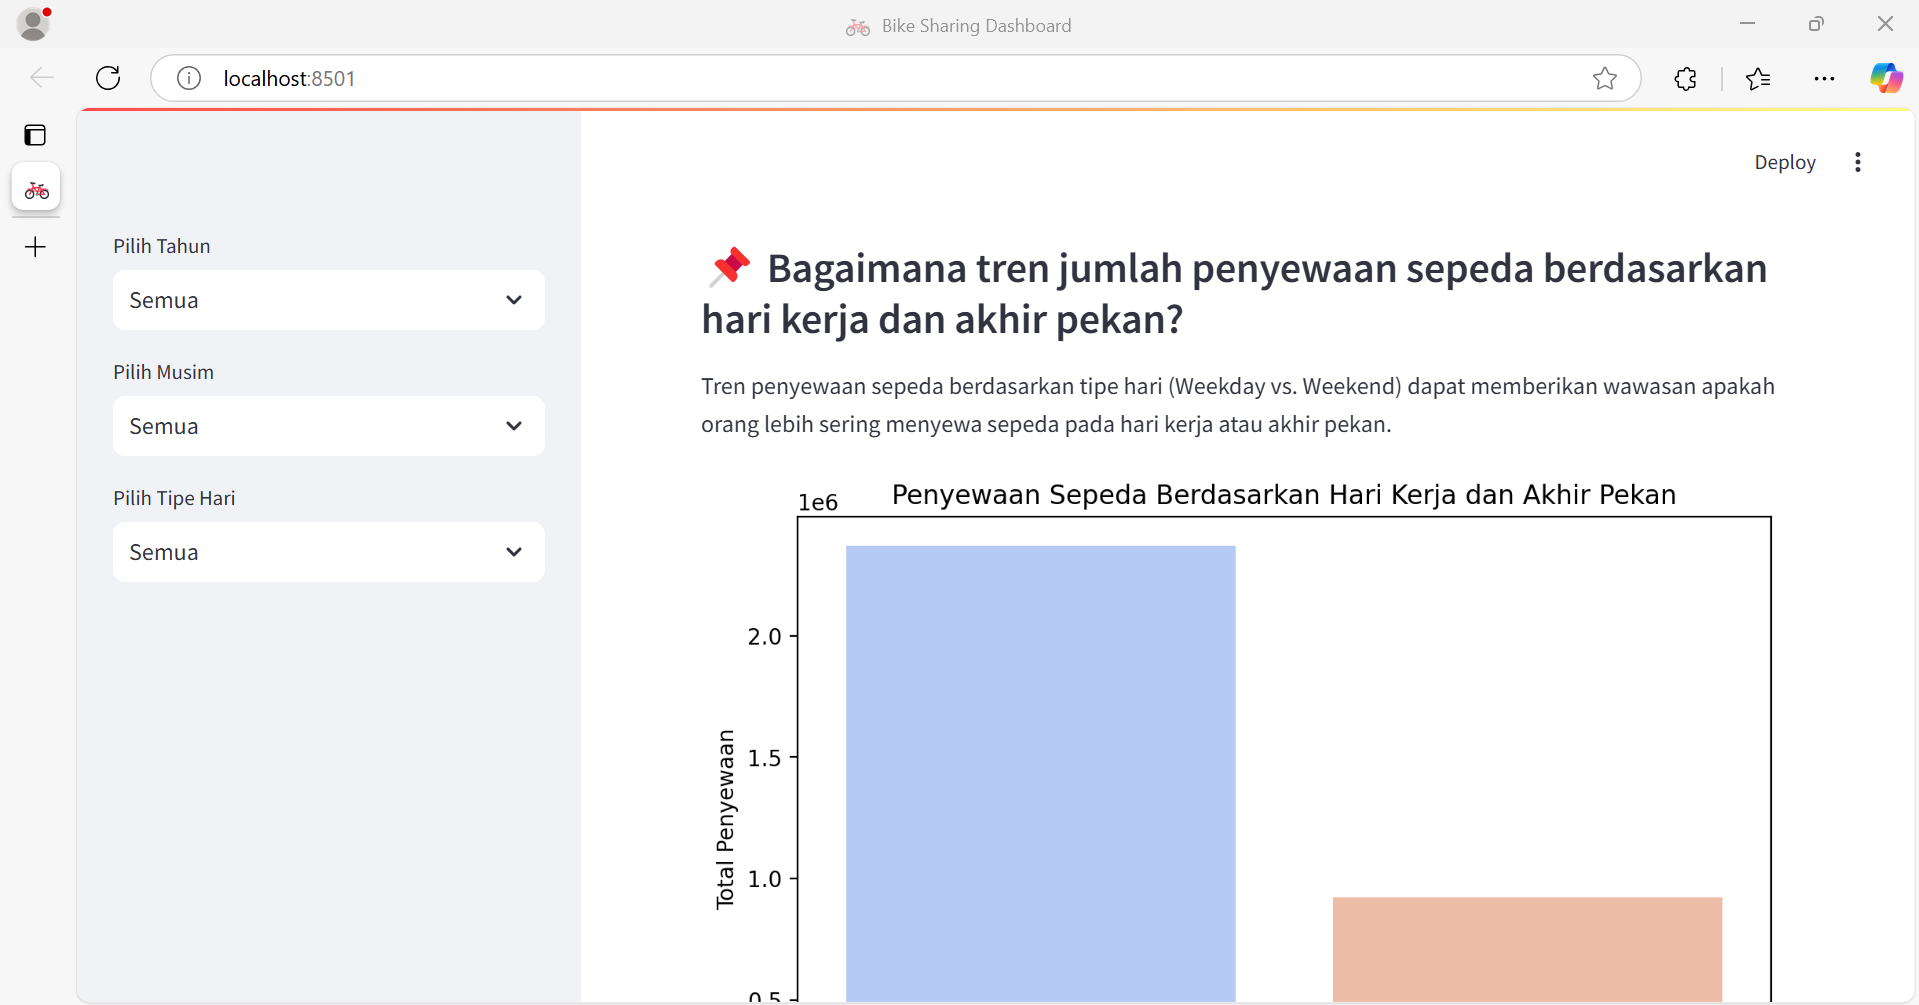 Bike Sharing Dashboard
localhost:8501
Deploy
Pilih Tahun
Semua
Pilih Musim
Semua
Pilih Tipe Hari
Semua
Bagaimana tren jumlah penyewaan sepeda berdasarkan
hari kerja dan akhir pekan?
Tren penyewaan sepeda berdasarkan tipe hari (Weekday vs. Weekend) dapat memberikan wawasan apakah
orang lebih sering menyewa sepeda pada hari kerja atau akhir pekan.
Penyewaan Sepeda Berdasarkan Hari Kerja dan Akhir Pekan
1e6
2.0
1.5
1.0
0.5
Total Penyewaan